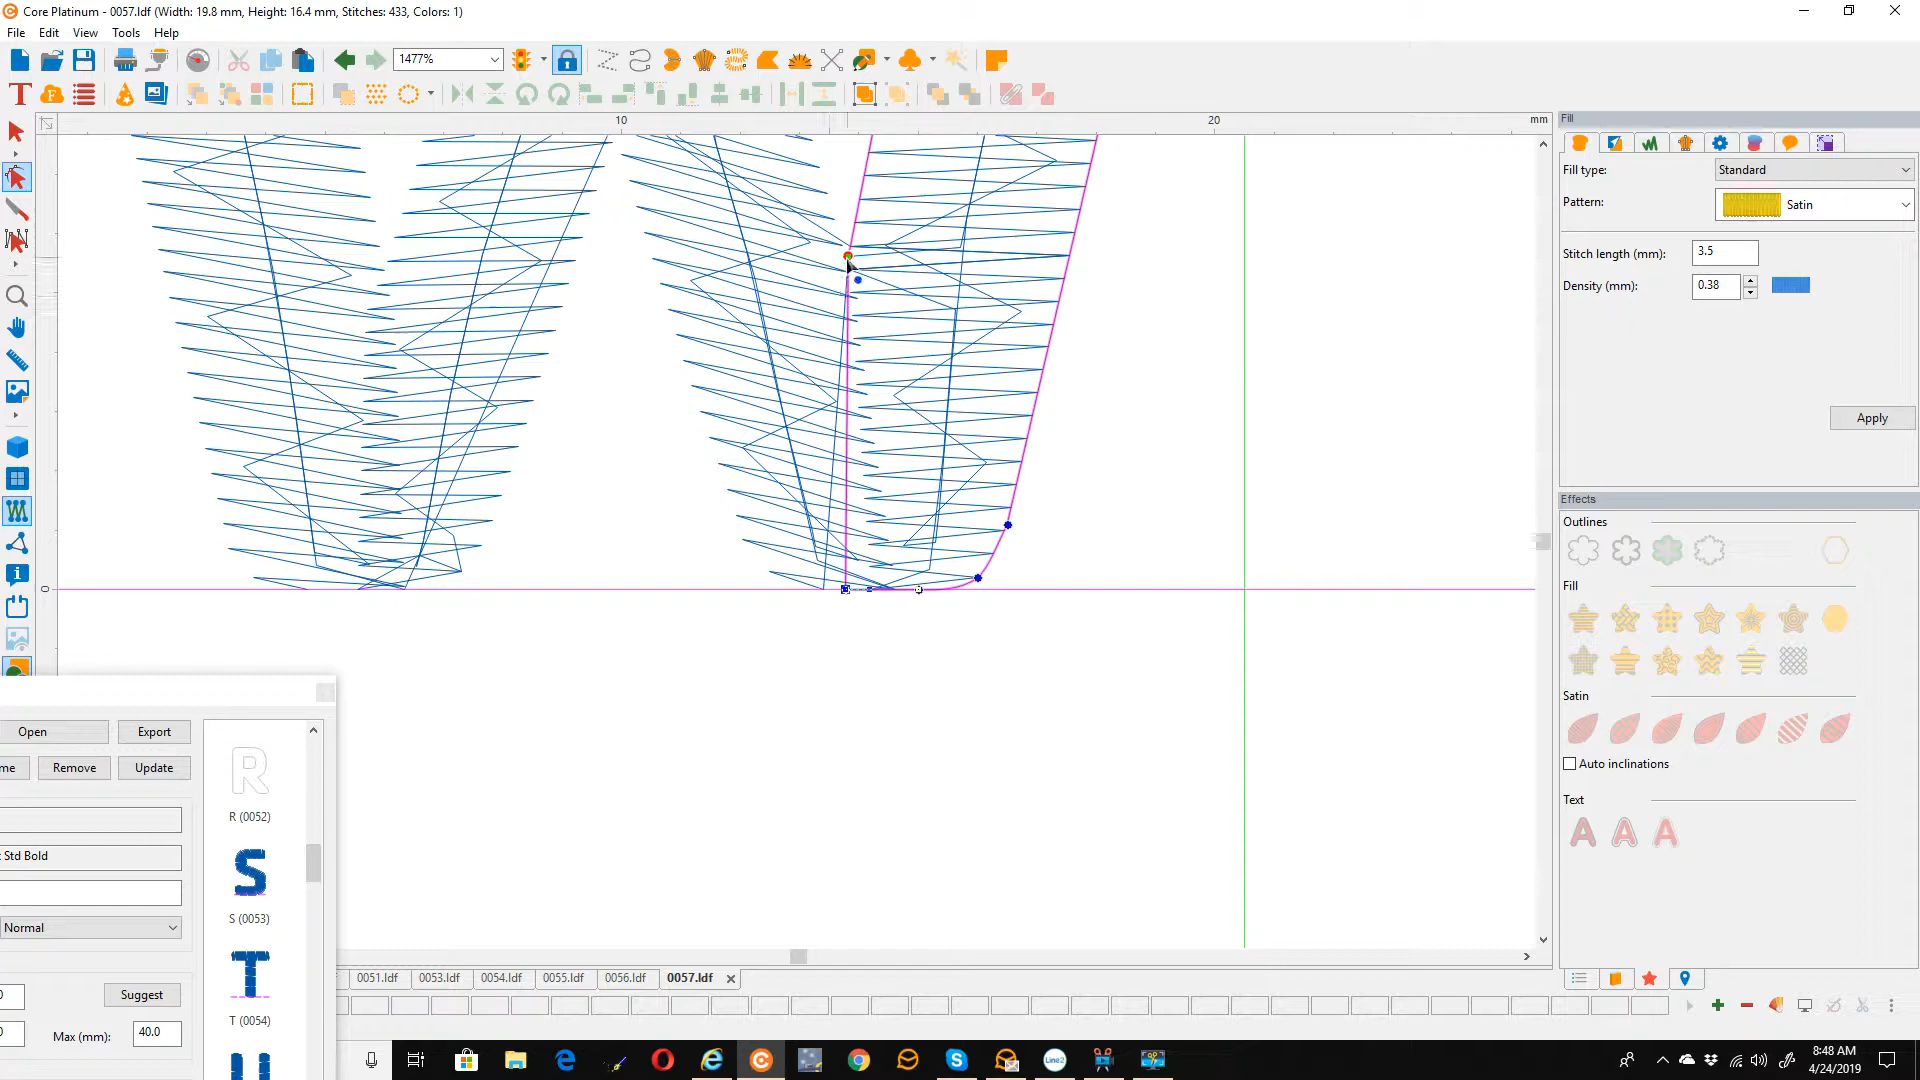 Core Platinum - 0057.ldf (Width: 19.8 mm, Height: 16.4 mm, Stitches: 433, Colors: 1)
File Edit View Tools Help
1477%
10 20 mm
0
Fill
Fill type: Standard
Pattern: Satin
Stitch length (mm): 3.5
Density (mm): 0.38
Apply
Effects
Outlines
Fill
Satin
Auto inclinations
Text
A A A
Open Export
me Remove Update
Std Bold
Normal
0 Suggest
0 Max (mm): 40.0
R
R (0052)
S
S (0053)
T
T (0054)
U
0051.ldf 0053.ldf 0054.ldf 0055.ldf 0056.ldf 0057.ldf
Line2
8:48 AM
4/24/2019